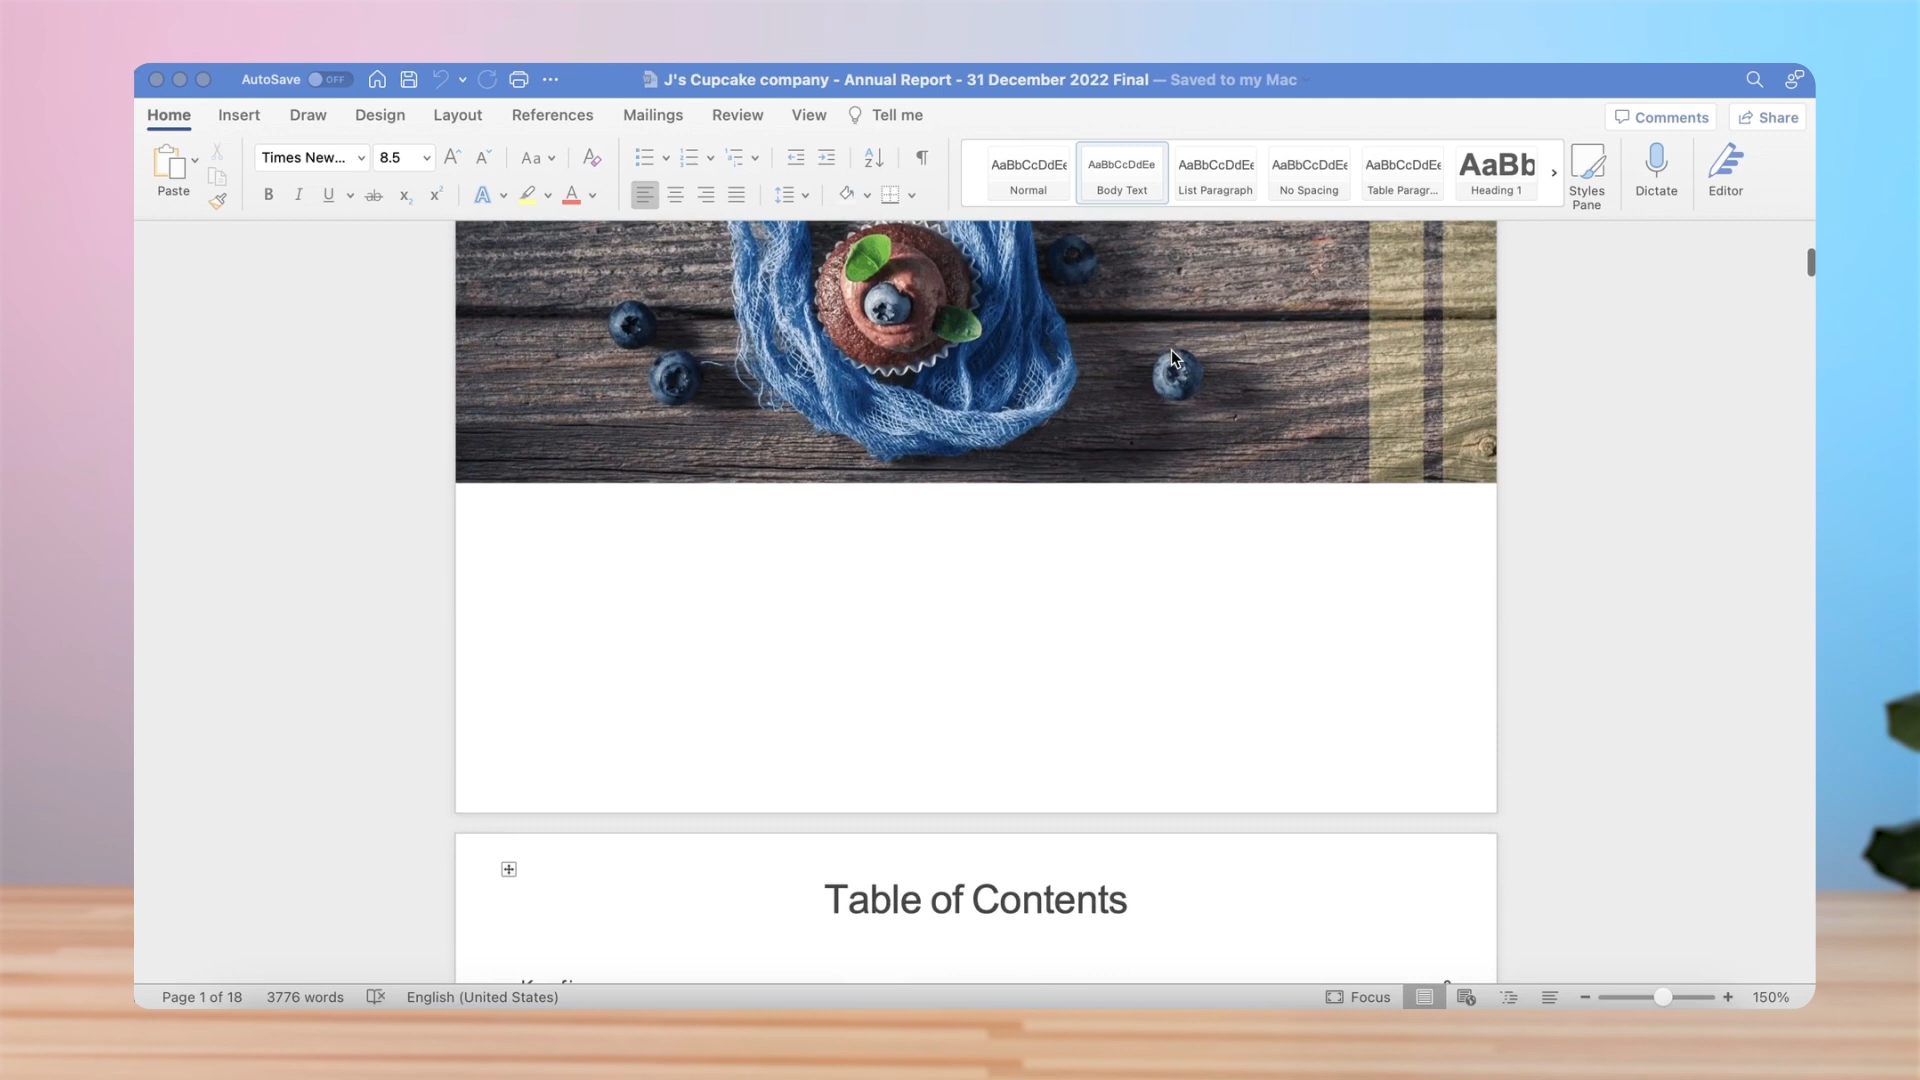 AutoSave OFF
J's Cupcake company - Annual Report - 31 December 2022 Final — Saved to my Mac
Home Insert Draw Design Layout References Mailings Review View Tell me Comments Share
Times New... 8.5 Aa
AaBbCcDdEe AaBbCcDdEe AaBbCcDdEe AaBbCcDdEe AaBbCcDdEe AaBb
Paste Normal Body Text List Paragraph No Spacing Table Paragr... Heading 1 Styles Pane Dictate Editor
Table of Contents
Page 1 of 18 3776 words English (United States) Focus 150%